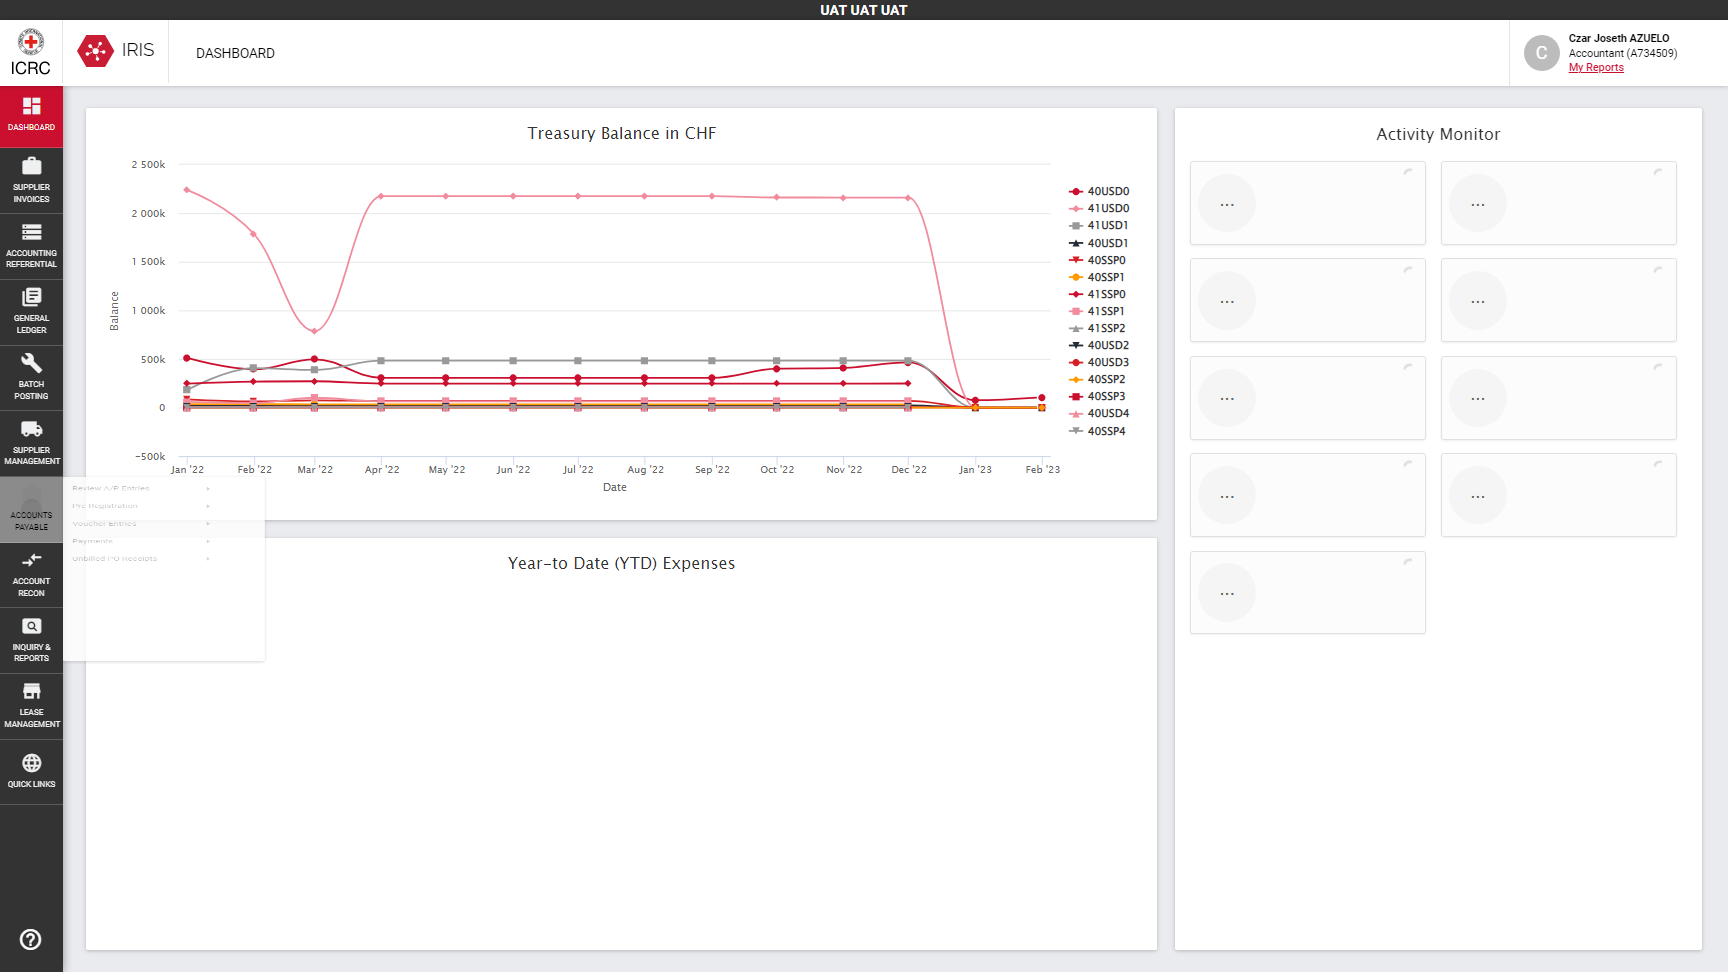 UAT UAT UAT
ICRC
IRIS
DASHBOARD
Czar Joseth AZUELO
Accountant (A734509)
My Reports
DASHBOARD
SUPPLIER
INVOICES
ACCOUNTING
REFERENTIAL
GENERAL
LEDGER
BATCH
POSTING
SUPPLIER
MANAGEMENT
ACCOUNTS
PAYABLE
ACCOUNT
RECON
INQUIRY &
REPORTS
LEASE
MANAGEMENT
QUICK LINKS
Review A/P Entries
Pre Registration
Voucher Entries
Payments
Unbilled PO Receipts
Treasury Balance in CHF
Balance
2 500k
2 000k
1 500k
1 000k
500k
0
−500k
Jan '22 Feb '22 Mar '22 Apr '22 May '22 Jun '22 Jul '22 Aug '22 Sep '22 Oct '22 Nov '22 Dec '22 Jan '23 Feb '23
Date
40USD0
41USD0
41USD1
40USD1
40SSP0
40SSP1
41SSP0
41SSP1
41SSP2
40USD2
40USD3
40SSP2
40SSP3
40USD4
40SSP4
Year-to Date (YTD) Expenses
Activity Monitor
... ...
... ...
... ...
... ...
...